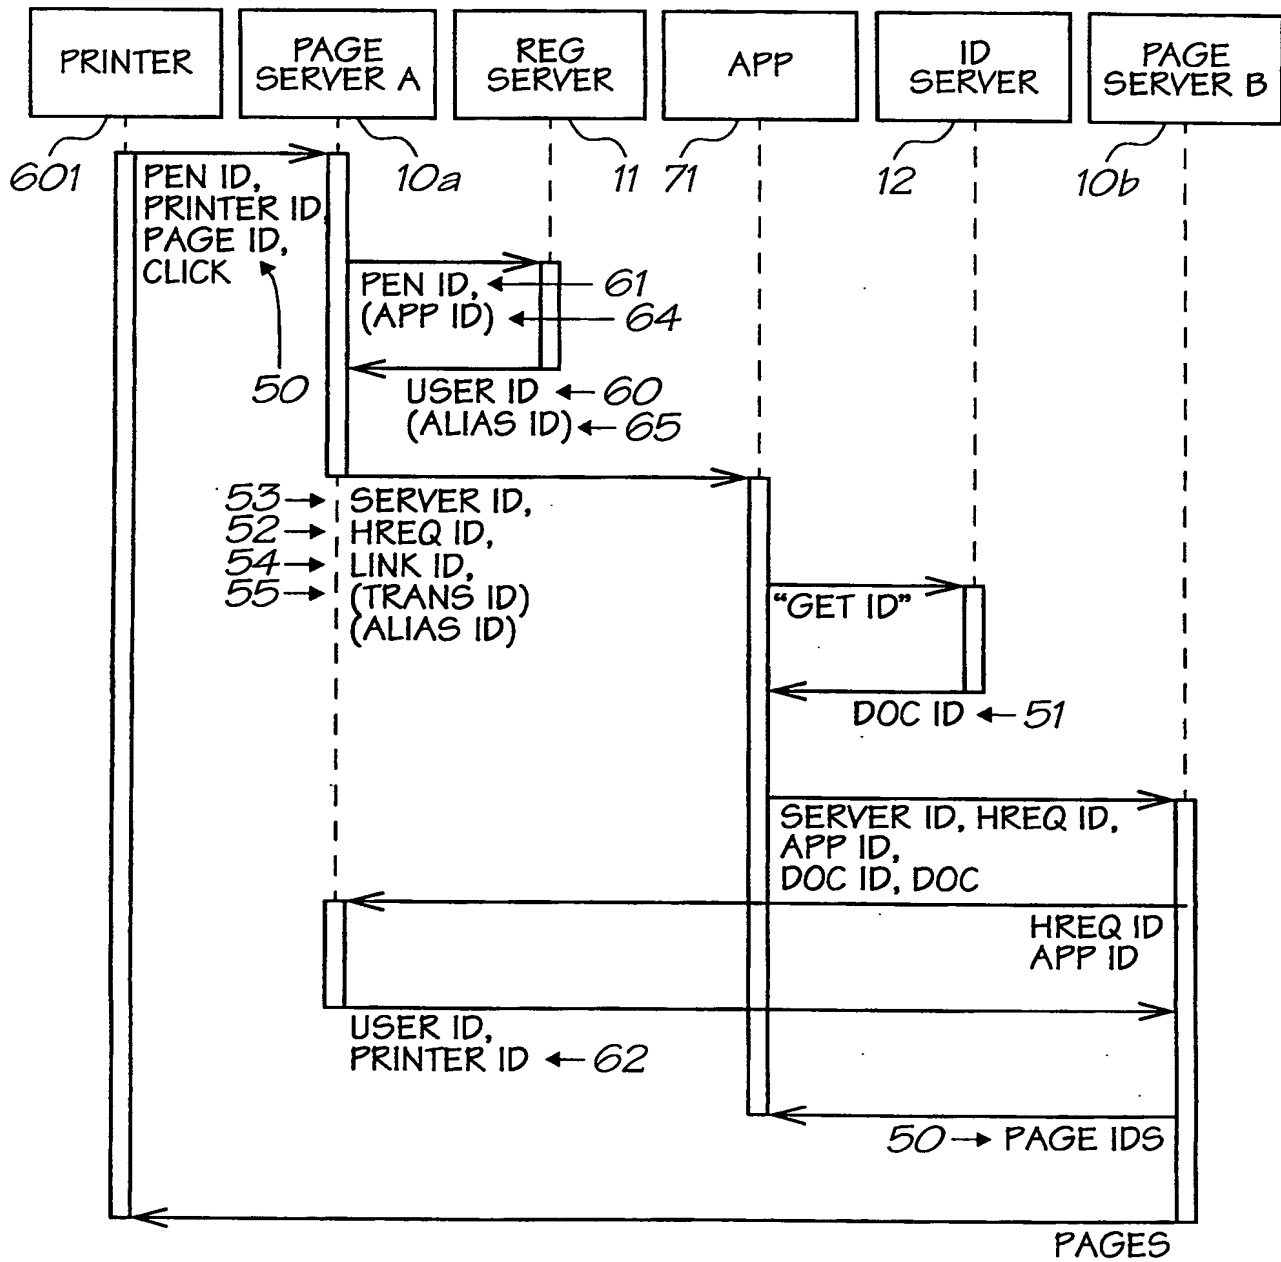 PRINTER
PAGE
SERVER A
REG
SERVER
APP
ID
SERVER
PAGE
SERVER B
601
10a
11
71
12
10b
PEN ID,
PRINTER ID
PAGE ID,
CLICK
50
PEN ID,
61
(APP ID)
64
USER ID
60
(ALIAS ID)
65
53
SERVER ID,
52
HREQ ID,
54
LINK ID,
55
(TRANS ID)
(ALIAS ID)
"GET ID"
DOC ID
51
SERVER ID, HREQ ID,
APP ID,
DOC ID, DOC
HREQ ID
APP ID
USER ID,
PRINTER ID
62
50
PAGE IDS
PAGES